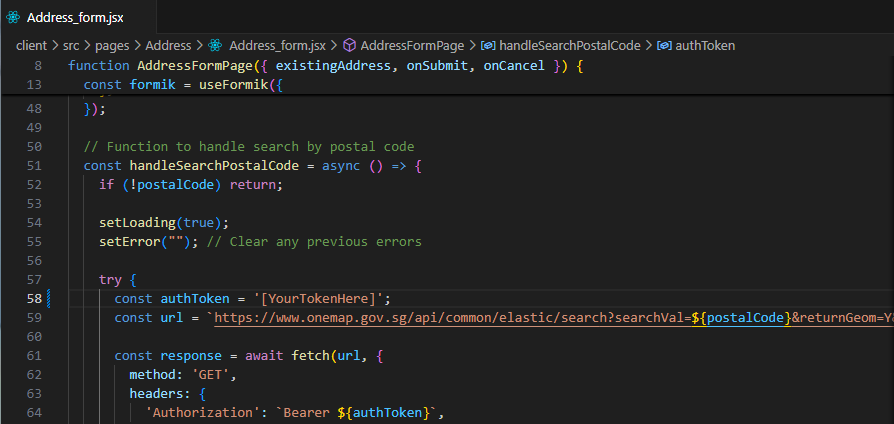 Address_form.jsx
client > src > pages > Address > Address_form.jsx > AddressFormPage > handleSearchPostalCode > authToken
8 function AddressFormPage({ existingAddress, onSubmit, onCancel }) {
13 const formik = useFormik({
48 });
49
50 // Function to handle search by postal code
51 const handleSearchPostalCode = async () => {
52 if (!postalCode) return;
53
54 setLoading(true);
55 setError(""); // Clear any previous errors
56
57 try {
58 const authToken = '[YourTokenHere]';
59 const url = `https://www.onemap.gov.sg/api/common/elastic/search?searchVal=${postalCode}&returnGeom=Y
60
61 const response = await fetch(url, {
62 method: 'GET',
63 headers: {
64 'Authorization': `Bearer ${authToken}`,